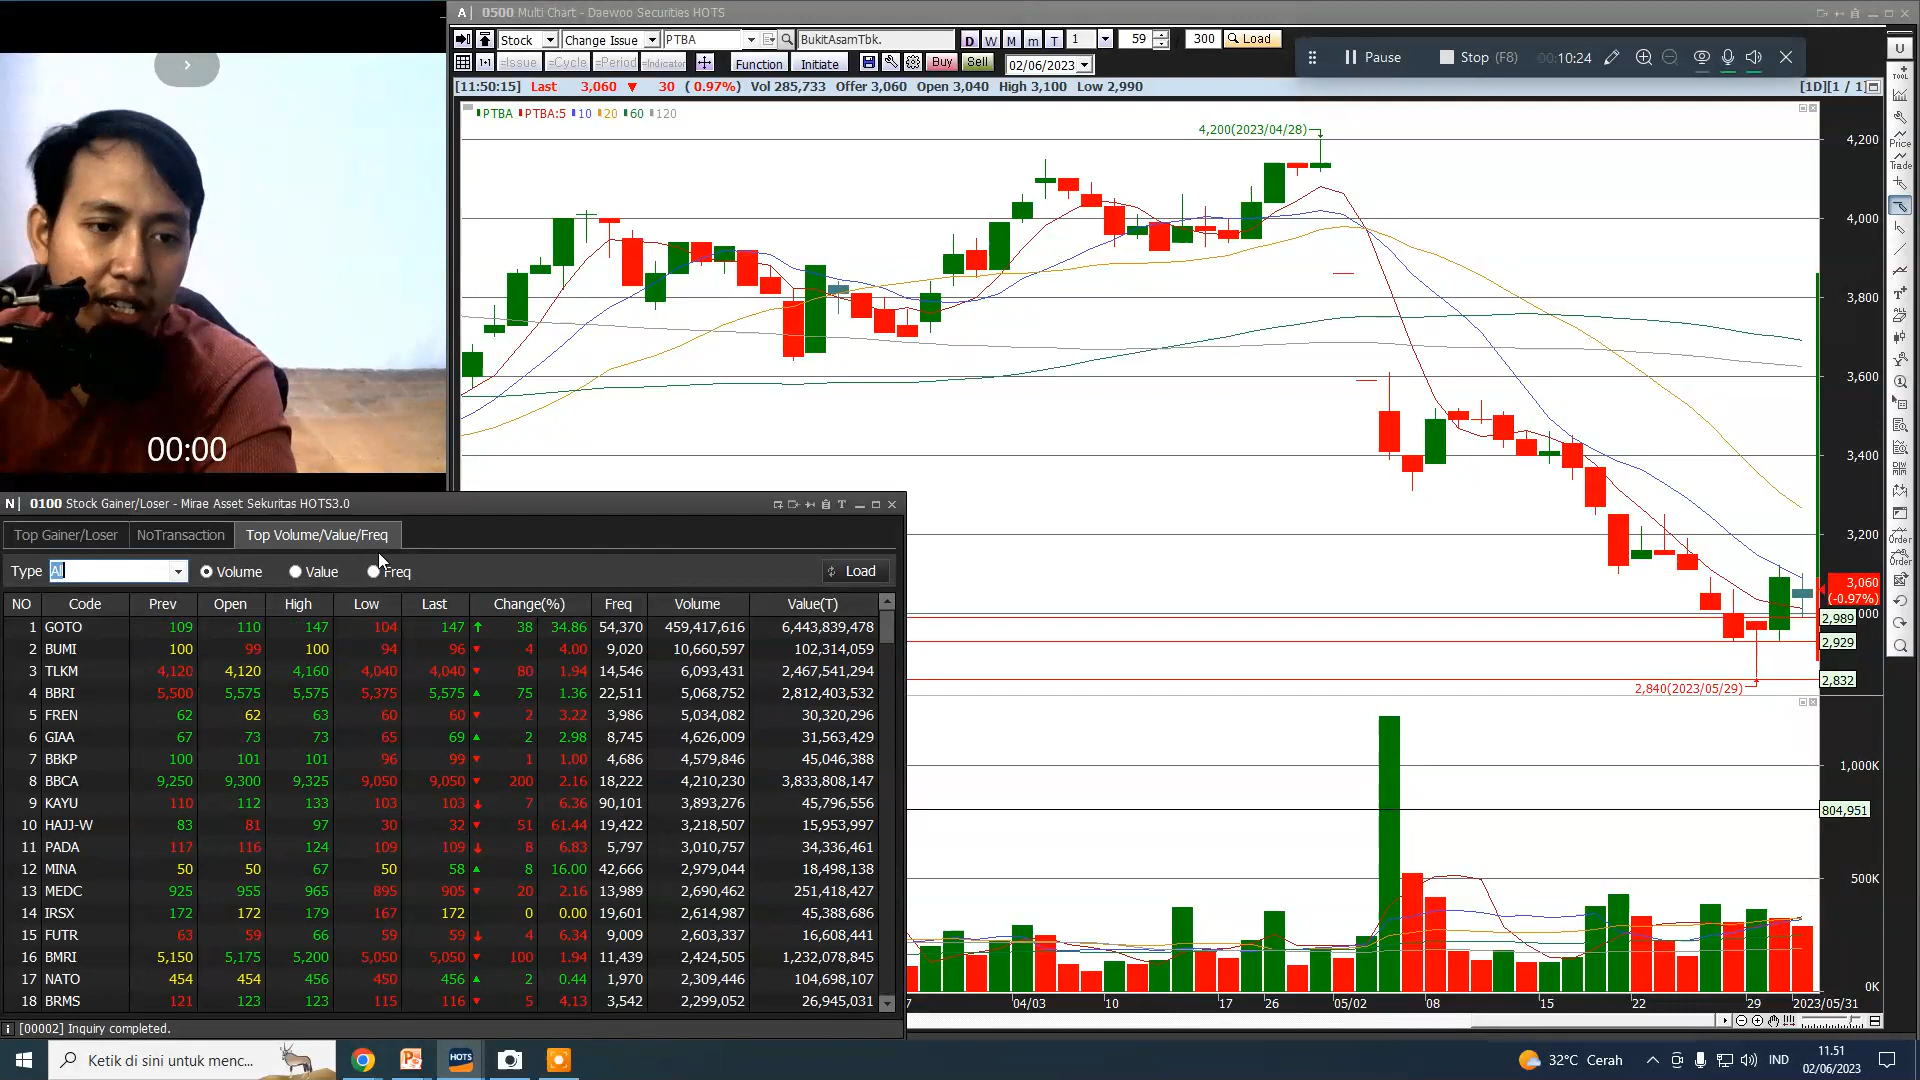 A| 0500 Multi Chart - Daewoo Securities HOTS
Stock Change Issue PTBA BukitAsamTbk. D W M m T 1 59 300 Load
=Issue =Cycle =Period =Indicator Function Initiate Buy Sell 02/06/2023
Pause Stop (F8) 00:10:24
[11:50:15] Last 3,060 ▼ 30 ( 0.97%) Vol 285,733 Offer 3,060 Open 3,040 High 3,100 Low 2,990 [1D][1 / 1]
PTBA PTBA:5 10 20 60 120
4,200(2023/04/28)
4,200
4,000
3,800
3,600
3,400
3,200
3,060
(-0.97%)
000
2,989
2,929
2,832
2,840(2023/05/29)
1,000K
804,951
500K
0K
7 04/03 10 17 26 05/02 08 15 22 29 2023/05/31
U
TOOL
Price
Trade
ALL
DIW
Order
Order
00:00
N| 0100 Stock Gainer/Loser - Mirae Asset Sekuritas HOTS3.0
T
Top Gainer/Loser NoTransaction Top Volume/Value/Freq
Type All Volume Value Freq Load
NO Code Prev Open High Low Last Change(%) Freq Volume Value(T)
1 GOTO 109 110 147 104 147 ↑ 38 34.86 54,370 459,417,616 6,443,839,478
2 BUMI 100 99 100 94 96 ▼ 4 4.00 9,020 10,660,597 102,314,059
3 TLKM 4,120 4,120 4,160 4,040 4,040 ▼ 80 1.94 14,546 6,093,431 2,467,541,294
4 BBRI 5,500 5,575 5,575 5,375 5,575 ▲ 75 1.36 22,511 5,068,752 2,812,403,532
5 FREN 62 62 63 60 60 ▼ 2 3.22 3,986 5,034,082 30,320,296
6 GIAA 67 73 73 65 69 ▲ 2 2.98 8,745 4,626,009 31,563,429
7 BBKP 100 101 101 96 99 ▼ 1 1.00 4,686 4,579,846 45,046,388
8 BBCA 9,250 9,300 9,325 9,050 9,050 ▼ 200 2.16 18,222 4,210,230 3,833,808,147
9 KAYU 110 112 133 103 103 ↓ 7 6.36 90,101 3,893,276 45,796,556
10 HAJJ-W 83 81 97 30 32 ▼ 51 61.44 19,422 3,218,507 15,953,997
11 PADA 117 116 124 109 109 ↓ 8 6.83 5,797 3,010,757 34,336,461
12 MINA 50 50 67 50 58 ▲ 8 16.00 42,666 2,979,044 18,498,138
13 MEDC 925 955 965 895 905 ▼ 20 2.16 13,989 2,690,462 251,418,427
14 IRSX 172 172 179 167 172 0 0.00 19,601 2,614,987 45,388,686
15 FUTR 63 59 66 59 59 ↓ 4 6.34 9,009 2,603,337 16,608,441
16 BMRI 5,150 5,175 5,200 5,050 5,050 ▼ 100 1.94 11,439 2,424,505 1,232,078,845
17 NATO 454 454 456 450 456 ▲ 2 0.44 1,970 2,309,446 104,698,107
18 BRMS 121 123 123 115 116 ▼ 5 4.13 3,542 2,299,052 26,945,031
[00002] Inquiry completed.
Ketik di sini untuk menc... HOTS 32°C Cerah IND 11.51
02/06/2023